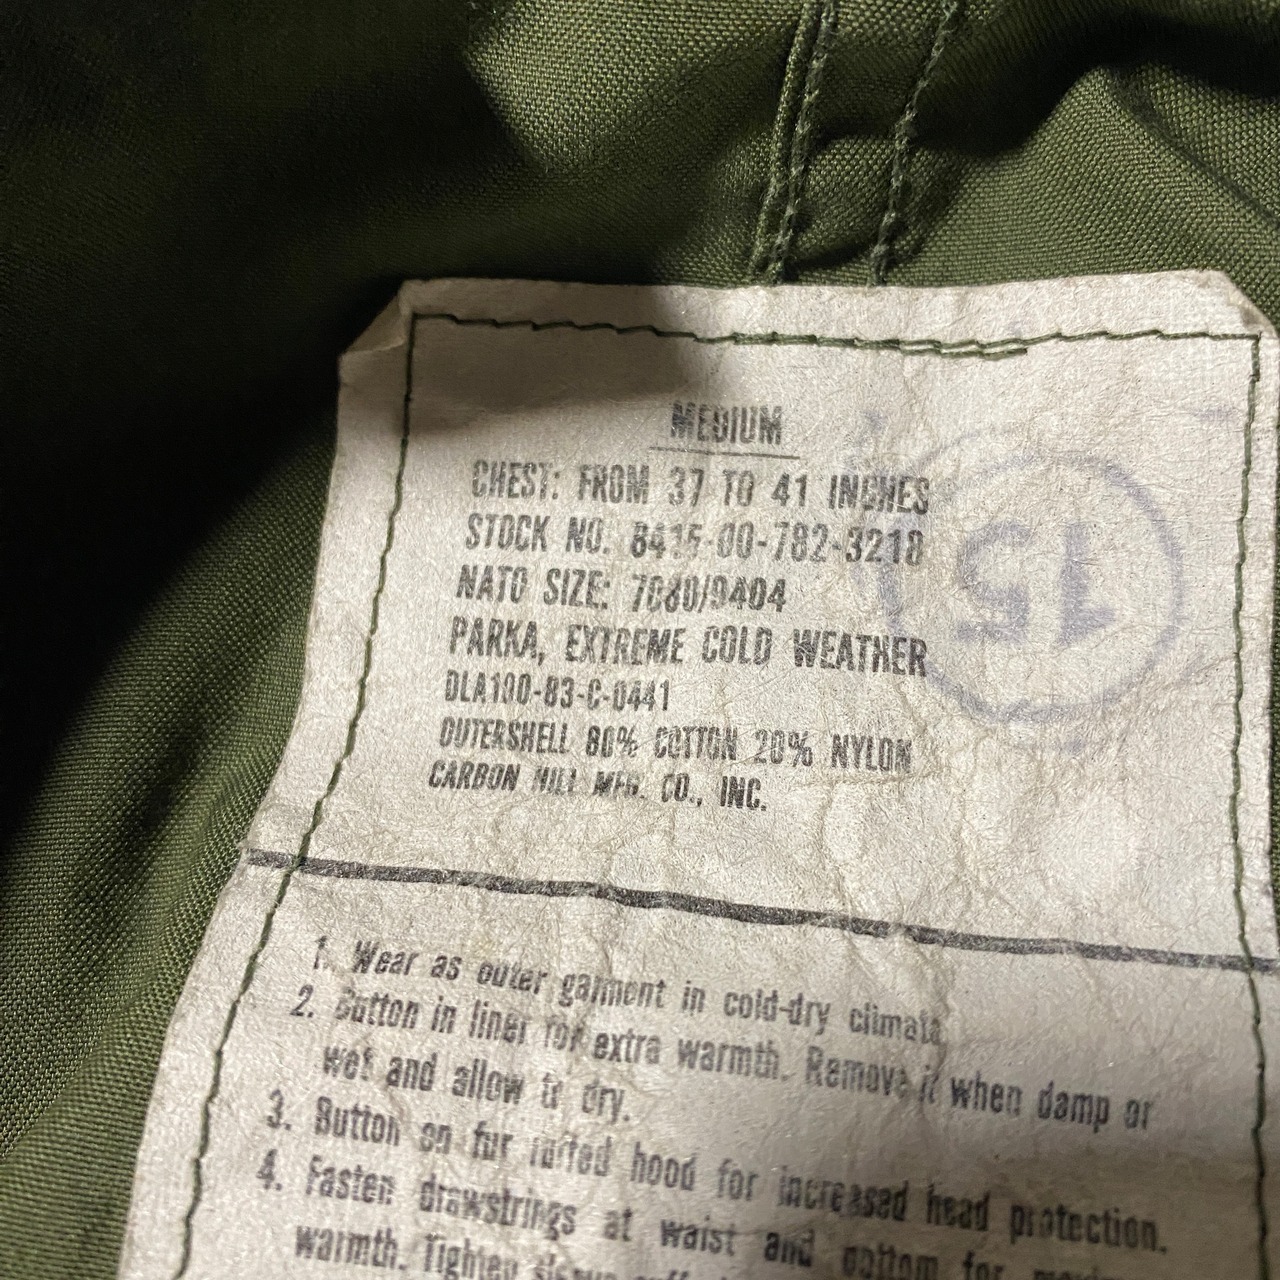 MEDIUM
CHEST: FROM 37 TO 41 INCHES
STOCK NO. 8415-00-782-3218
NATO SIZE: 7080/9404
PARKA, EXTREME COLD WEATHER
DLA100-83-C-0441
OUTERSHELL 80% COTTON 20% NYLON
CARBON HILL MFG. CO., INC.
15
1. Wear as outer garment in cold-dry climate
2. Button in liner for extra warmth. Remove it when damp or
wet and allow to dry.
3. Button on fur ruffed hood for increased head protection.
4. Fasten drawstrings at waist and bottom for
warmth. Tighten